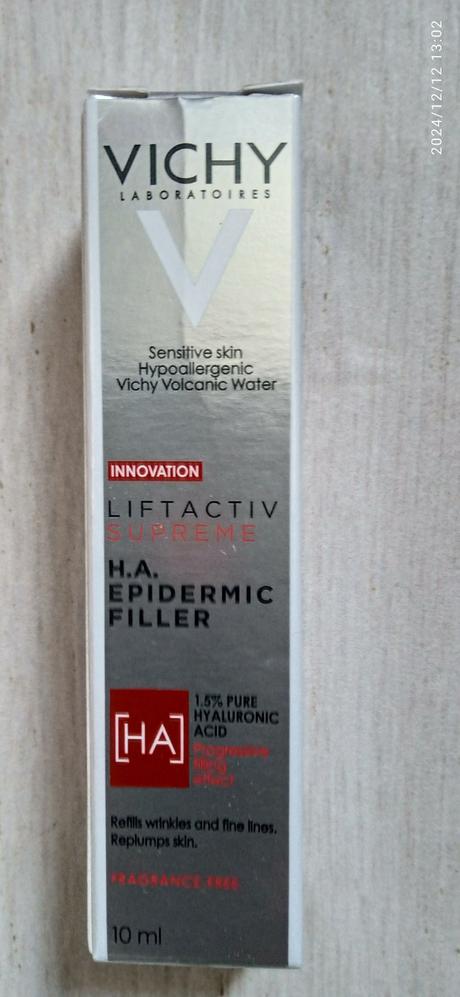 2024/12/12 13:02
VICHY
LABORATOIRES
V
Sensitive skin
Hypoallergenic
Vichy Volcanic Water
INNOVATION
LIFTACTIV
SUPREME
H.A.
EPIDERMIC
FILLER
[HA]
1.5% PURE
HYALURONIC
ACID
Progressive
filling
effect
Refills wrinkles and fine lines.
Replumps skin.
FRAGRANCE-FREE
10 ml